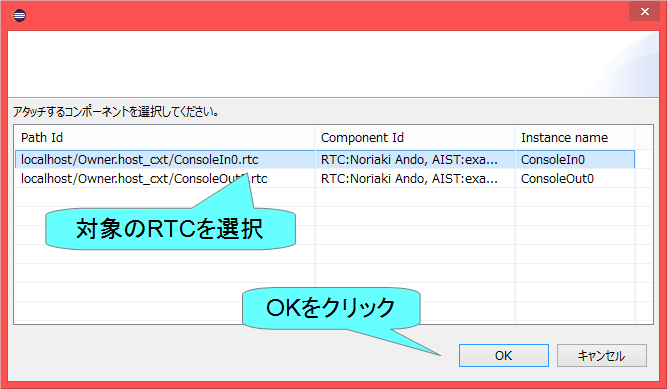 アタッチするコンポーネントを選択してください。
Path Id Component Id Instance name
localhost/Owner.host_cxt/ConsoleIn0.rtc RTC:Noriaki Ando, AIST:exa... ConsoleIn0
localhost/Owner.host_cxt/ConsoleOut0.rtc RTC:Noriaki Ando, AIST:exa... ConsoleOut0
対象のRTCを選択
OKをクリック
OK キャンセル